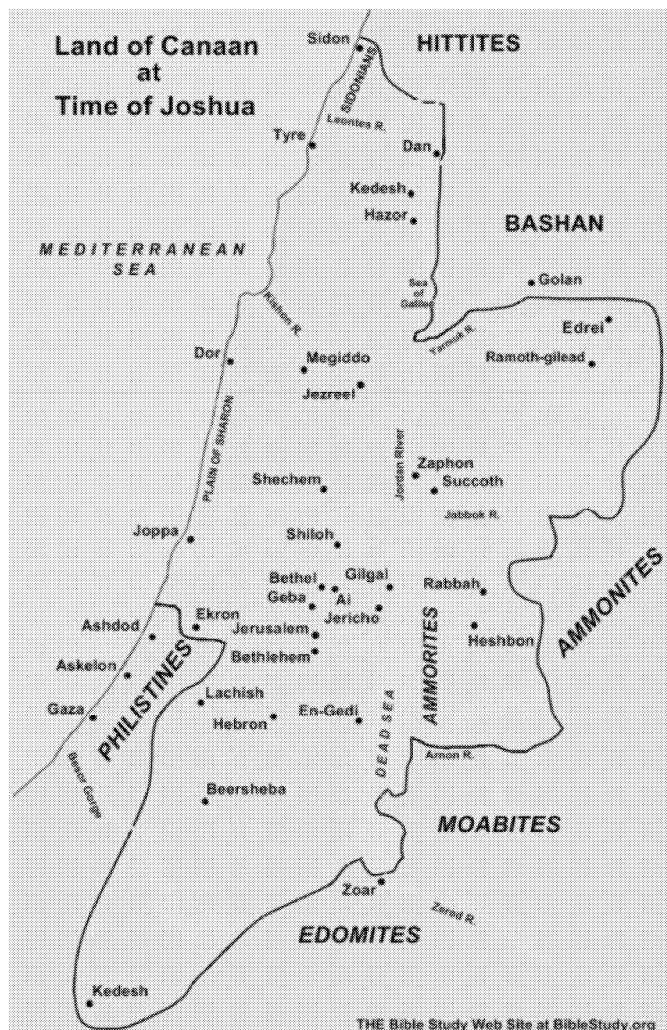 Land of Canaan
at
Time of Joshua
Sidon
HITTITES
SIDONIANS
Leontes R.
Tyre
Dan
Kedesh
Hazor
BASHAN
MEDITERRANEAN
SEA
Sea
of
Galilee
Golan
Kishon R.
Yarmuk R.
Edrei
Dor
Megiddo
Ramoth-gilead
Jezreel
PLAIN OF SHARON
Jordan River
Zaphon
Shechem
Succoth
Jabbok R.
Joppa
Shiloh
Bethel
Gilgal
Rabbah
AMMONITES
Geba
Ai
Jericho
Ekron
Ashdod
Jerusalem
Heshbon
AMMORITES
Bethlehem
Askelon
PHILISTINES
Lachish
Gaza
Hebron
En-Gedi
DEAD SEA
Arnon R.
Besor Gorge
Beersheba
MOABITES
Zoar
Zered R.
EDOMITES
Kedesh
THE Bible Study Web Site at BibleStudy.org